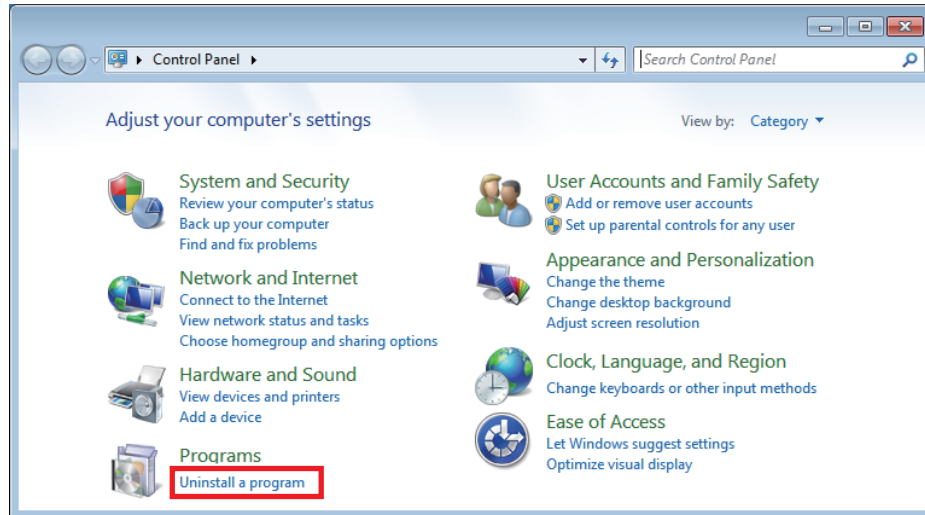 Control Panel
Search Control Panel
Adjust your computer's settings
View by: Category
System and Security
Review your computer's status
Back up your computer
Find and fix problems
Network and Internet
Connect to the Internet
View network status and tasks
Choose homegroup and sharing options
Hardware and Sound
View devices and printers
Add a device
Programs
Uninstall a program
User Accounts and Family Safety
Add or remove user accounts
Set up parental controls for any user
Appearance and Personalization
Change the theme
Change desktop background
Adjust screen resolution
Clock, Language, and Region
Change keyboards or other input methods
Ease of Access
Let Windows suggest settings
Optimize visual display